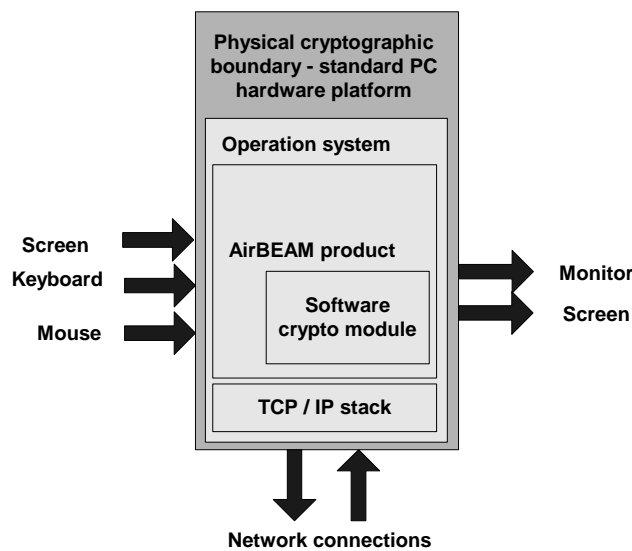 Physical cryptographic
boundary - standard PC
hardware platform
Operation system
AirBEAM product
Software
crypto module
TCP / IP stack
Screen
Keyboard
Mouse
Monitor
Screen
Network connections